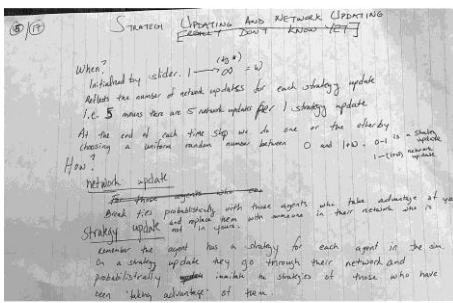 5/17
STRATEGY UPDATING AND NETWORK UPDATING
DON'T KNOW YET
When?
(big #)
Initialised by slider. 1 → ∞ = W
Reflects the number of network updates for each strategy update
I.E. 5 means there are 5 network updates per 1 strategy update
At the end of each time step we do one or the other by
choosing a uniform random number between 0 and 1+W. 0-1 is a strategy update
1-(1+W) network update
How?
network update
For those agents who
Break ties probabilistically with those agents who take advantage of you
and replace them with someone in their network who is
not in yours.
Strategy update
Remember the agent has a strategy for each agent in the sim.
On a strategy update they go through their network and
probabilistically imitate the strategies of those who have
been 'taking advantage' of them.